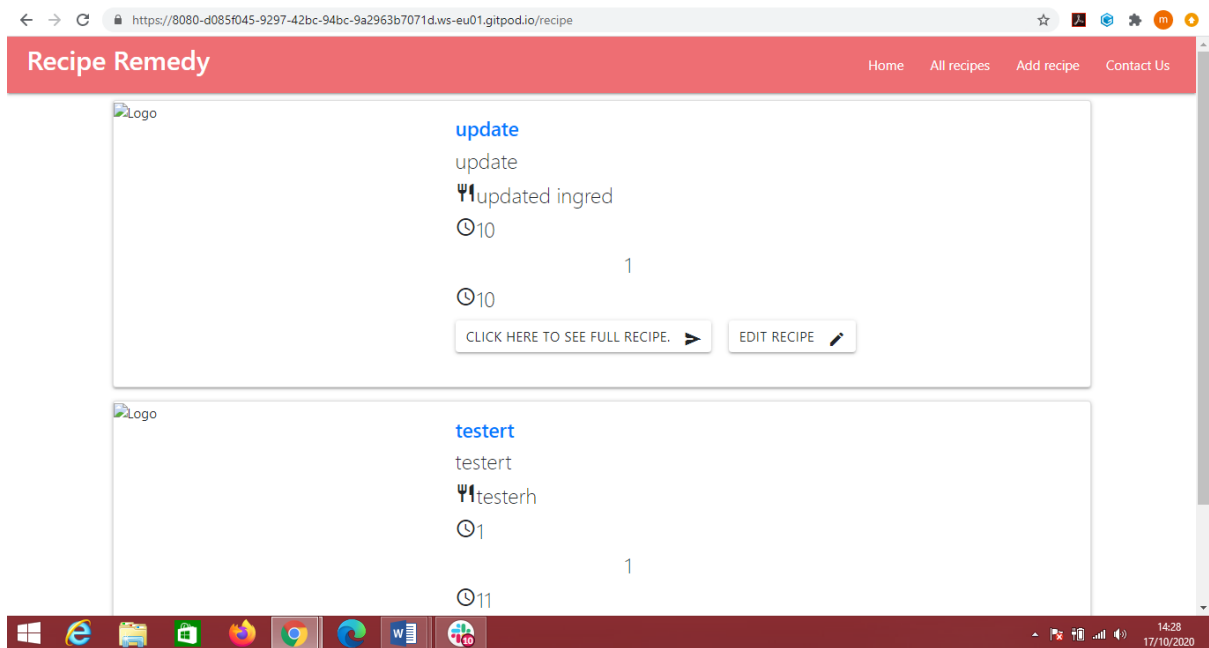 https://8080-d085f045-9297-42bc-94bc-9a2963b7071d.ws-eu01.gitpod.io/recipe
m
Recipe Remedy
Home All recipes Add recipe Contact Us
Logo
update
update
updated ingred
10
1
10
CLICK HERE TO SEE FULL RECIPE. EDIT RECIPE
Logo
testert
testert
testerh
1
1
11
10
14:28
17/10/2020